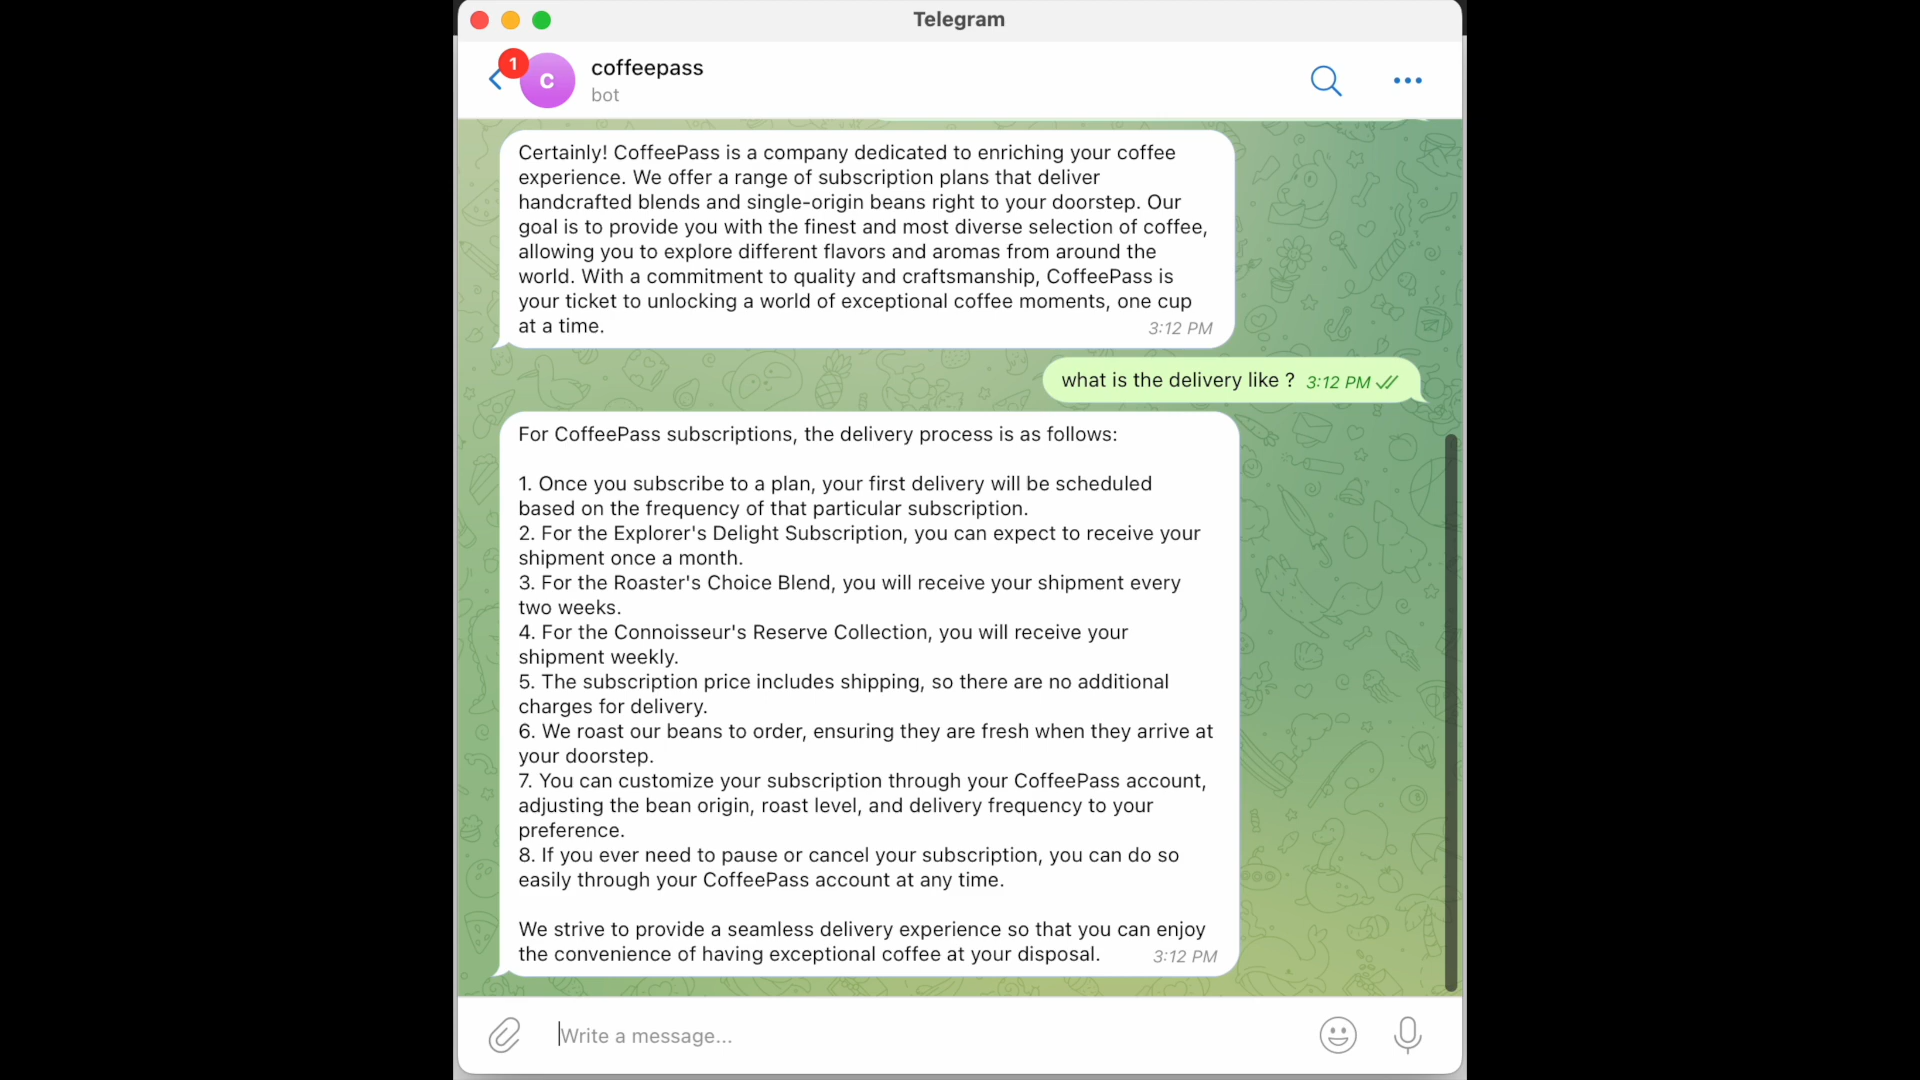 Telegram
1
C
coffeepass
bot
Certainly! CoffeePass is a company dedicated to enriching your coffee
experience. We offer a range of subscription plans that deliver
handcrafted blends and single-origin beans right to your doorstep. Our
goal is to provide you with the finest and most diverse selection of coffee,
allowing you to explore different flavors and aromas from around the
world. With a commitment to quality and craftsmanship, CoffeePass is
your ticket to unlocking a world of exceptional coffee moments, one cup
at a time. 3:12 PM
what is the delivery like ? 3:12 PM
For CoffeePass subscriptions, the delivery process is as follows:
1. Once you subscribe to a plan, your first delivery will be scheduled
based on the frequency of that particular subscription.
2. For the Explorer's Delight Subscription, you can expect to receive your
shipment once a month.
3. For the Roaster's Choice Blend, you will receive your shipment every
two weeks.
4. For the Connoisseur's Reserve Collection, you will receive your
shipment weekly.
5. The subscription price includes shipping, so there are no additional
charges for delivery.
6. We roast our beans to order, ensuring they are fresh when they arrive at
your doorstep.
7. You can customize your subscription through your CoffeePass account,
adjusting the bean origin, roast level, and delivery frequency to your
preference.
8. If you ever need to pause or cancel your subscription, you can do so
easily through your CoffeePass account at any time.
We strive to provide a seamless delivery experience so that you can enjoy
the convenience of having exceptional coffee at your disposal. 3:12 PM
Write a message...